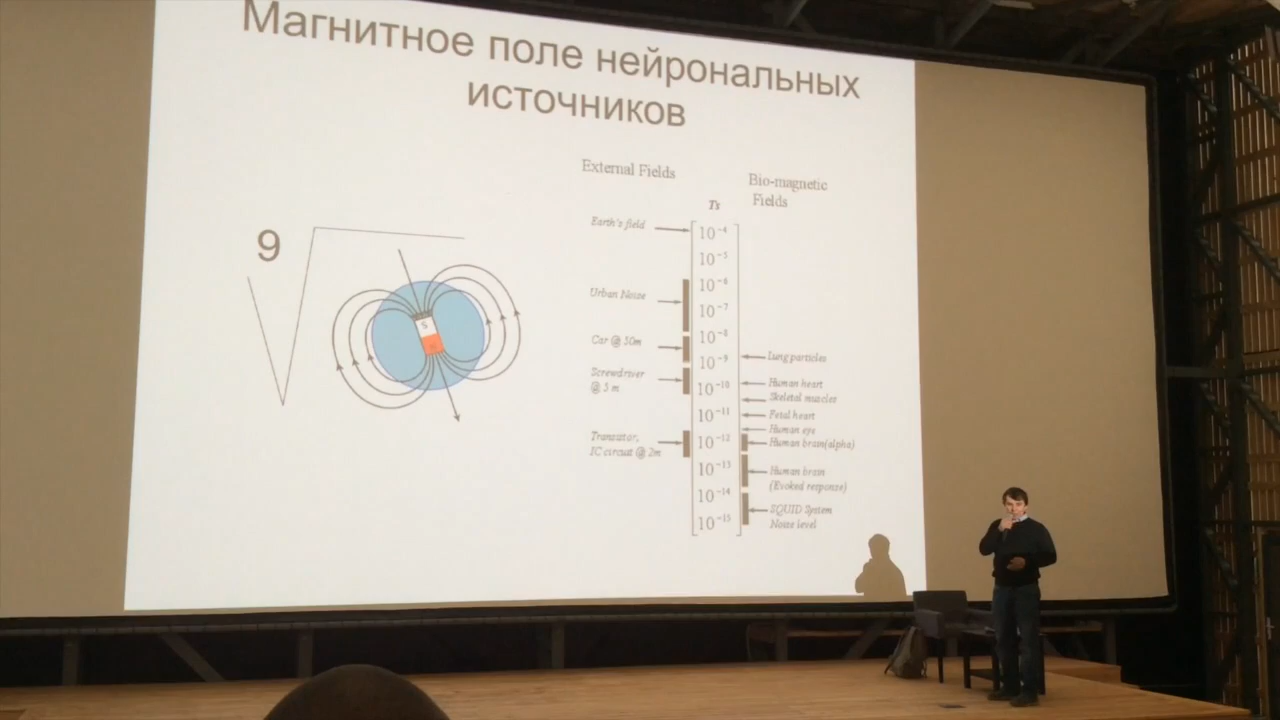 Магнитное поле нейрональных
источников
9
S
External Fields
Bio-magnetic
Fields
Earth's field
Urban Noise
Car @ 50m
Screwdriver
@ 5 m
Transistor,
IC circuit @ 2m
10⁻⁴
10⁻⁵
10⁻⁶
10⁻⁷
10⁻⁸
10⁻⁹
10⁻¹⁰
10⁻¹¹
10⁻¹²
10⁻¹³
10⁻¹⁴
10⁻¹⁵
Lung particles
Human heart
Skeletal muscles
Fetal heart
Human eye
Human brain(alpha)
Human brain
(Evoked response)
SQUID System
Noise level